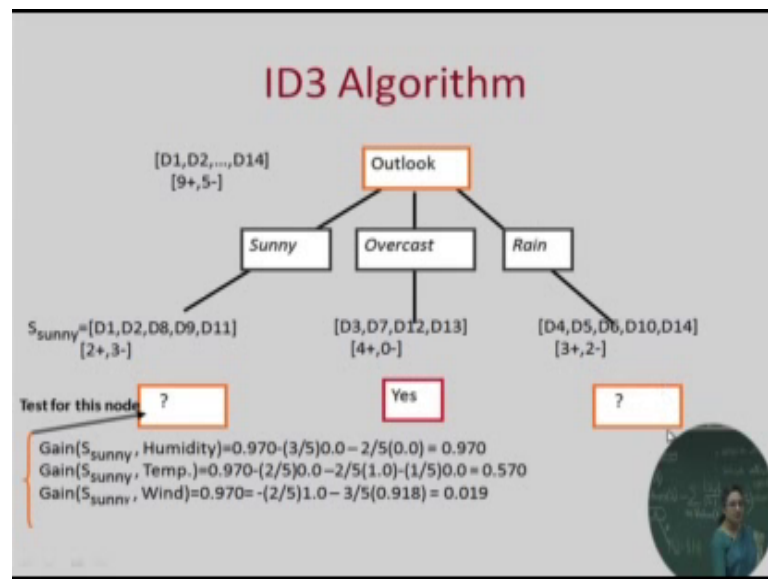 ID3 Algorithm
[D1,D2,...,D14]
[9+,5-]
Outlook
Sunny
Overcast
Rain
Ssunny=[D1,D2,D8,D9,D11]
[2+,3-]
[D3,D7,D12,D13]
[4+,0-]
[D4,D5,D6,D10,D14]
[3+,2-]
Test for this node
?
Yes
?
Gain(Ssunny , Humidity)=0.970-(3/5)0.0 – 2/5(0.0) = 0.970
Gain(Ssunny , Temp.)=0.970-(2/5)0.0 – 2/5(1.0)-(1/5)0.0 = 0.570
Gain(Ssunny , Wind)=0.970= -(2/5)1.0 – 3/5(0.918) = 0.019